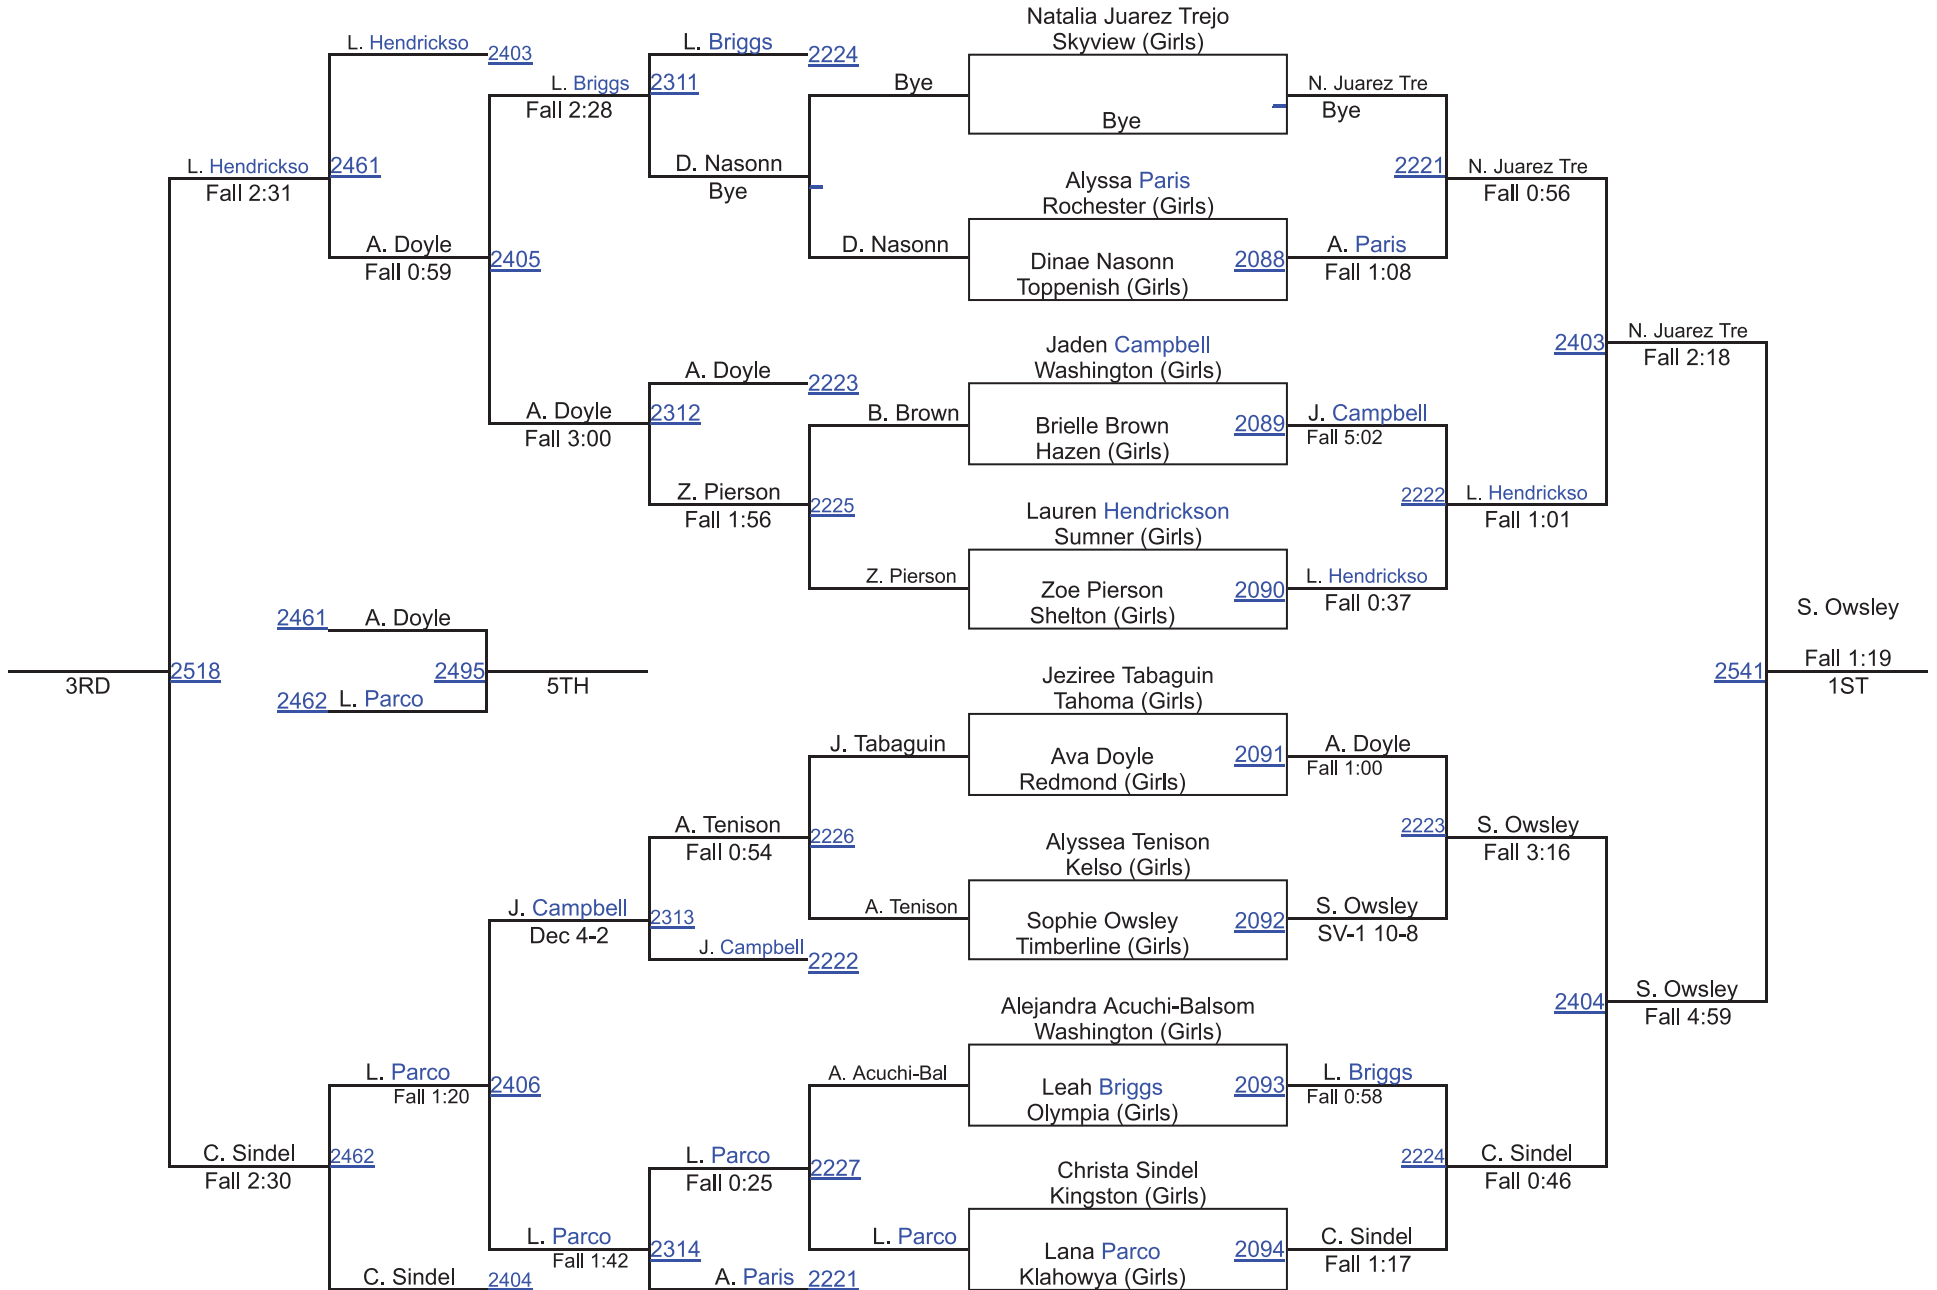 Natalia Juarez Trejo
Skyview (Girls)
L. Hendrickso 2403
L. Briggs 2224
Bye
L. Briggs 2311
Fall 2:28
N. Juarez Tre
Bye
Bye
L. Hendrickso 2461
Fall 2:31
D. Nasonn
Bye
Alyssa Paris
Rochester (Girls)
2221 N. Juarez Tre
Fall 0:56
A. Doyle
Fall 0:59
2405
D. Nasonn
Dinae Nasonn 2088
Toppenish (Girls)
A. Paris
Fall 1:08
Jaden Campbell
Washington (Girls)
2403 N. Juarez Tre
Fall 2:18
A. Doyle 2223
A. Doyle 2312
Fall 3:00
B. Brown
Brielle Brown 2089
Hazen (Girls)
J. Campbell
Fall 5:02
Z. Pierson 2225
Fall 1:56
Lauren Hendrickson
Sumner (Girls)
2222 L. Hendrickso
Fall 1:01
Z. Pierson
Zoe Pierson 2090
Shelton (Girls)
L. Hendrickso
Fall 0:37
S. Owsley
2461 A. Doyle
3RD 2518
2495 5TH
2462 L. Parco
Jeziree Tabaguin
Tahoma (Girls)
2541 Fall 1:19
1ST
J. Tabaguin
Ava Doyle 2091
Redmond (Girls)
A. Doyle
Fall 1:00
A. Tenison 2226
Fall 0:54
Alyssea Tenison
Kelso (Girls)
2223 S. Owsley
Fall 3:16
J. Campbell 2313
Dec 4-2
A. Tenison
Sophie Owsley 2092
Timberline (Girls)
S. Owsley
SV-1 10-8
J. Campbell 2222
Alejandra Acuchi-Balsom
Washington (Girls)
2404 S. Owsley
Fall 4:59
L. Parco 2406
Fall 1:20
A. Acuchi-Bal
Leah Briggs 2093
Olympia (Girls)
L. Briggs
Fall 0:58
C. Sindel 2462
Fall 2:30
L. Parco 2227
Fall 0:25
Christa Sindel
Kingston (Girls)
2224 C. Sindel
Fall 0:46
L. Parco 2314
Fall 1:42
L. Parco
Lana Parco 2094
Klahowya (Girls)
C. Sindel
Fall 1:17
C. Sindel 2404
A. Paris 2221